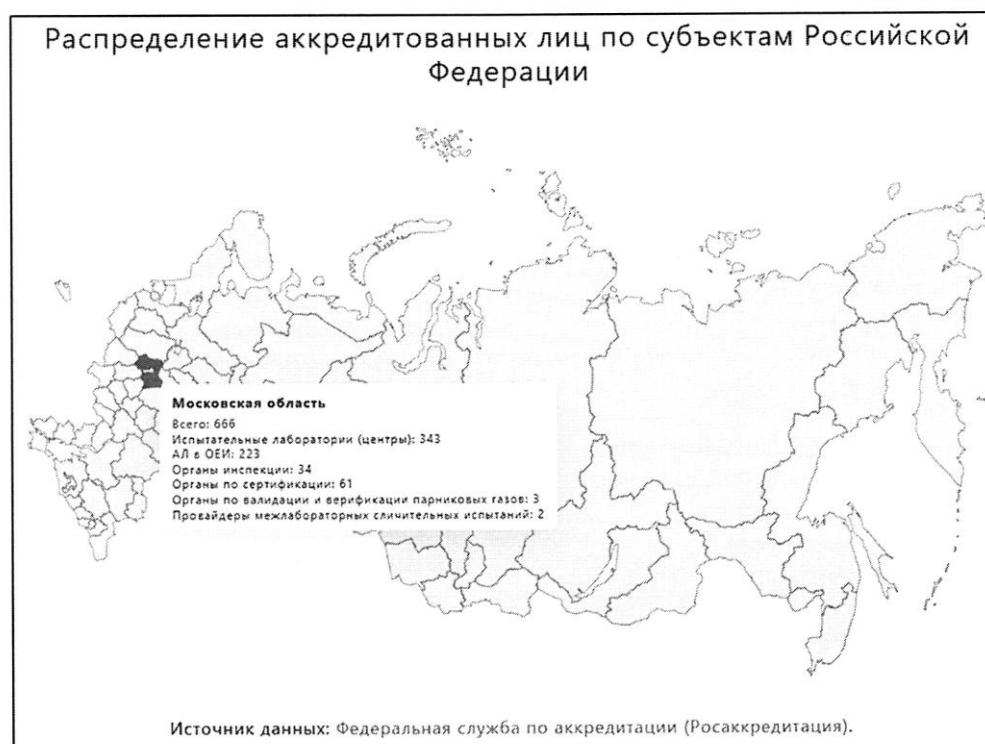 Распределение аккредитованных лиц по субъектам Российской
Федерации
Московская область
Всего: 666
Испытательные лаборатории (центры): 343
АЛ в ОЕИ: 223
Органы инспекции: 34
Органы по сертификации: 61
Органы по валидации и верификации парниковых газов: 3
Провайдеры межлабораторных сличительных испытаний: 2
Источник данных: Федеральная служба по аккредитации (Росаккредитация).